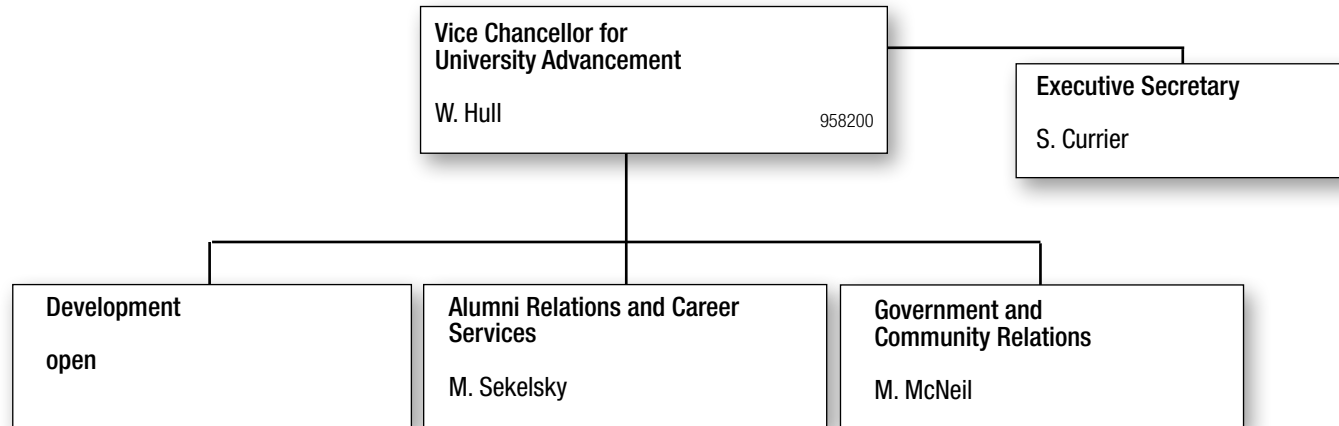 Vice Chancellor for
University Advancement
W. Hull
958200
Executive Secretary
S. Currier
Development
open
Alumni Relations and Career
Services
M. Sekelsky
Government and
Community Relations
M. McNeil